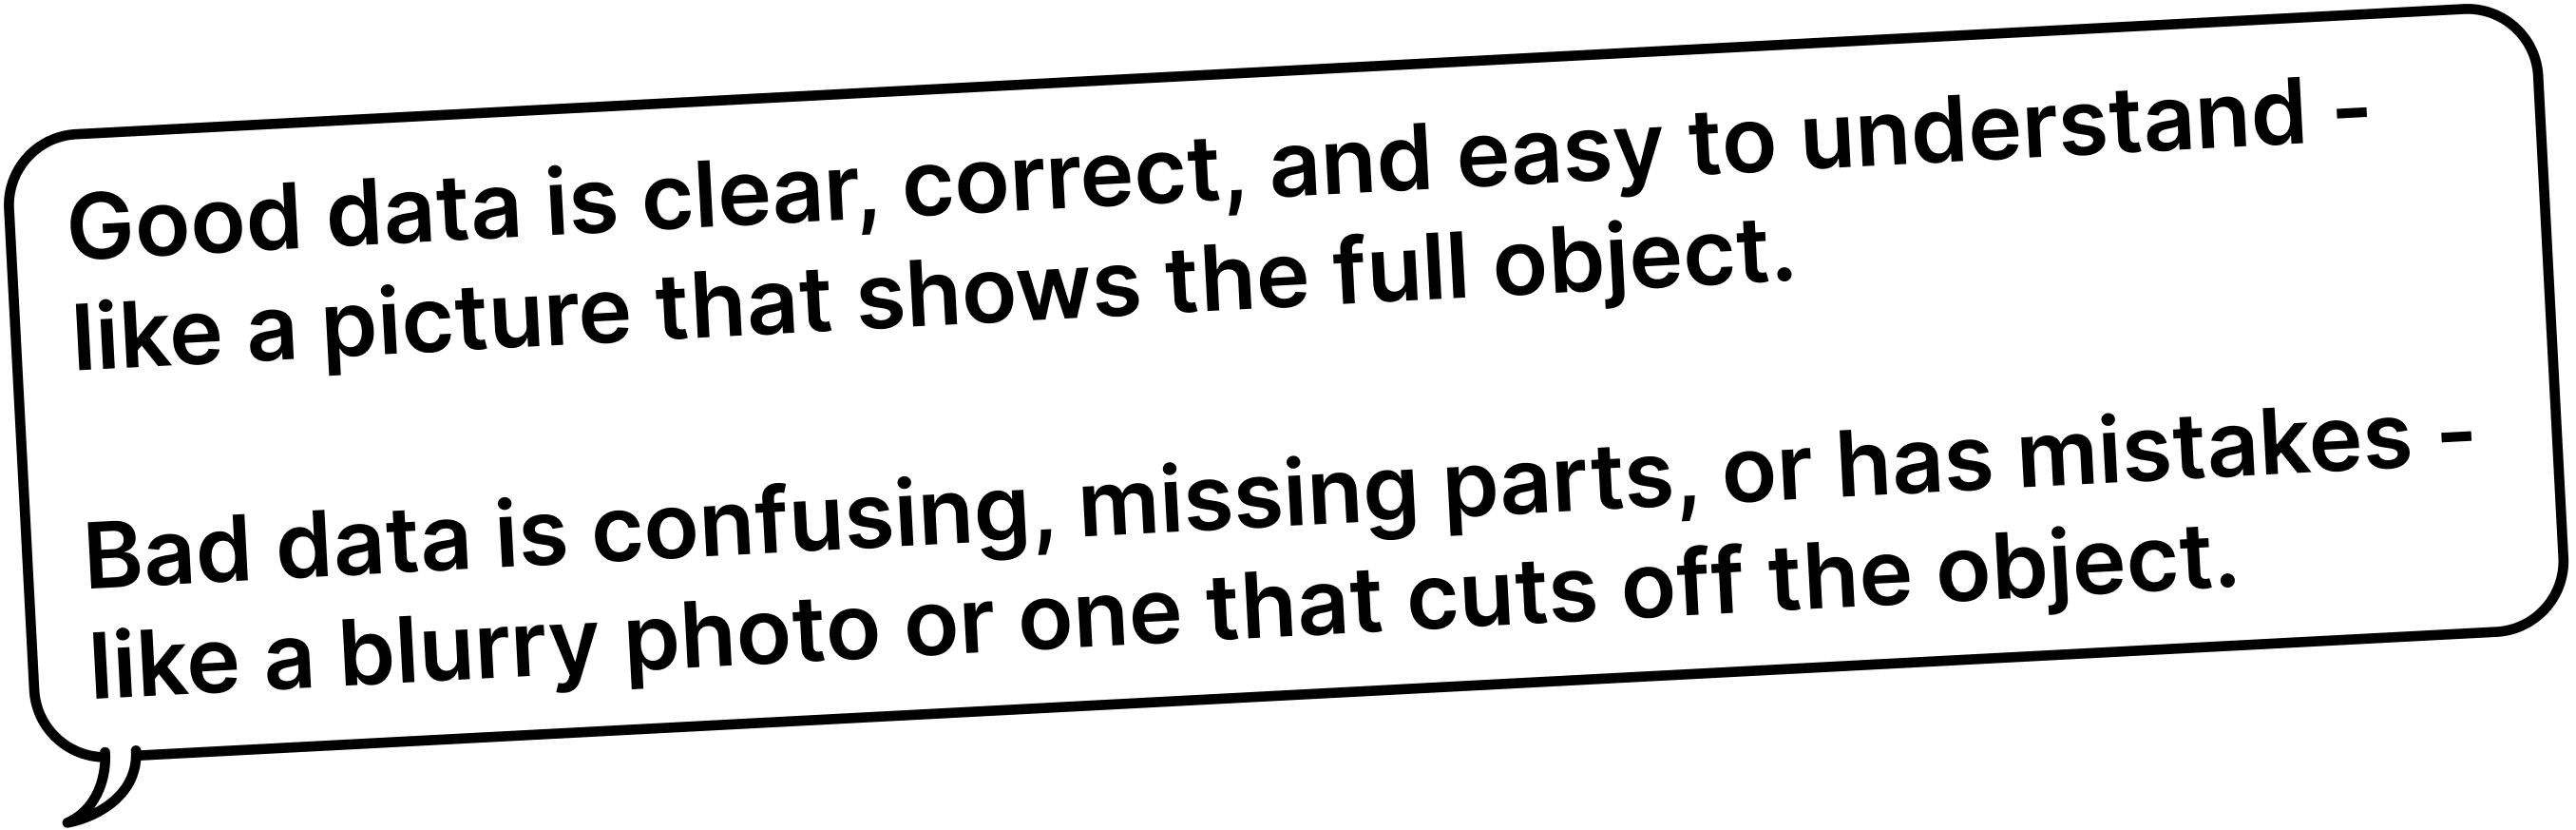 Good data is clear, correct, and easy to understand -
like a picture that shows the full object.
Bad data is confusing, missing parts, or has mistakes -
like a blurry photo or one that cuts off the object.